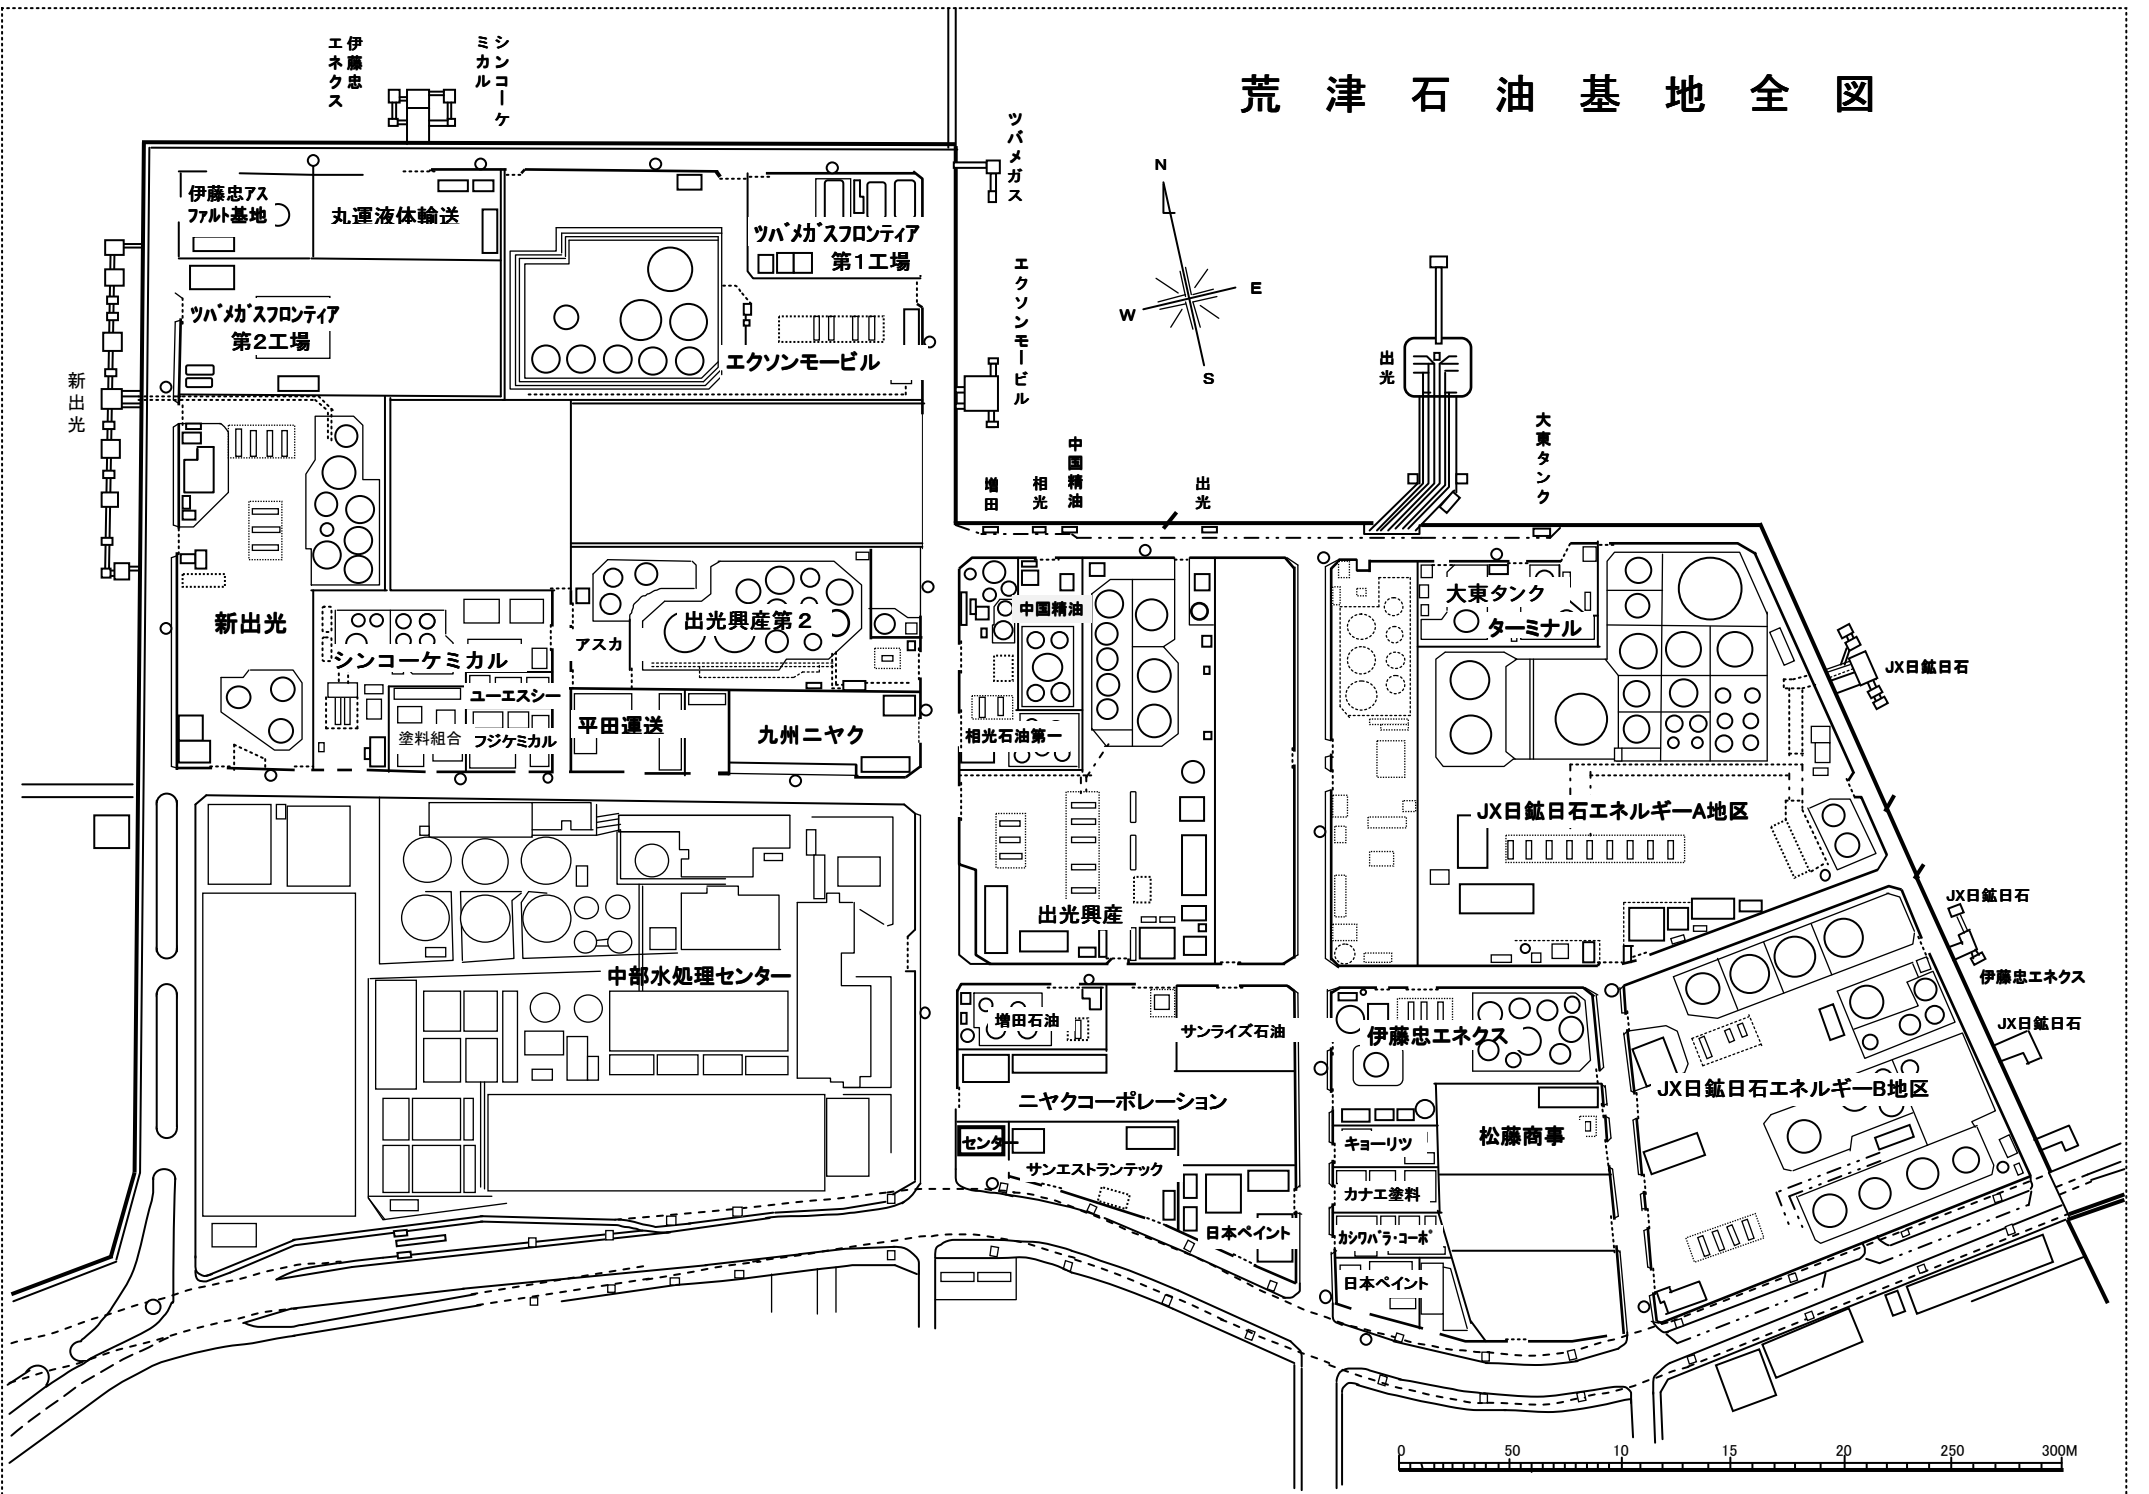 荒津石油基地全図
伊藤忠
エネクス
シンコーケ
ミカル
ツバメガス
エクソンモービル
N
E
W
S
出光
大東タンク
増田
相光
中国精油
出光
新出光
伊藤忠アス
ファルト基地
丸運液体輸送
ツバメガスフロンティア
第1工場
ツバメガスフロンティア
第2工場
エクソンモービル
新出光
シンコーケミカル
アスカ
出光興産第2
ユーエスシー
塗料組合
フジケミカル
平田運送
九州ニヤク
中国精油
相光石油第一
出光興産
大東タンク
ターミナル
JX日鉱日石
JX日鉱日石エネルギーA地区
JX日鉱日石
伊藤忠エネクス
JX日鉱日石
中部水処理センター
増田石油
サンライズ石油
伊藤忠エネクス
JX日鉱日石エネルギーB地区
ニヤクコーポレーション
センター
サンエストランテック
日本ペイント
キョーリツ
松藤商事
カナエ塗料
カシワバラ・コーポ
日本ペイント
0 50 10 15 20 250 300M